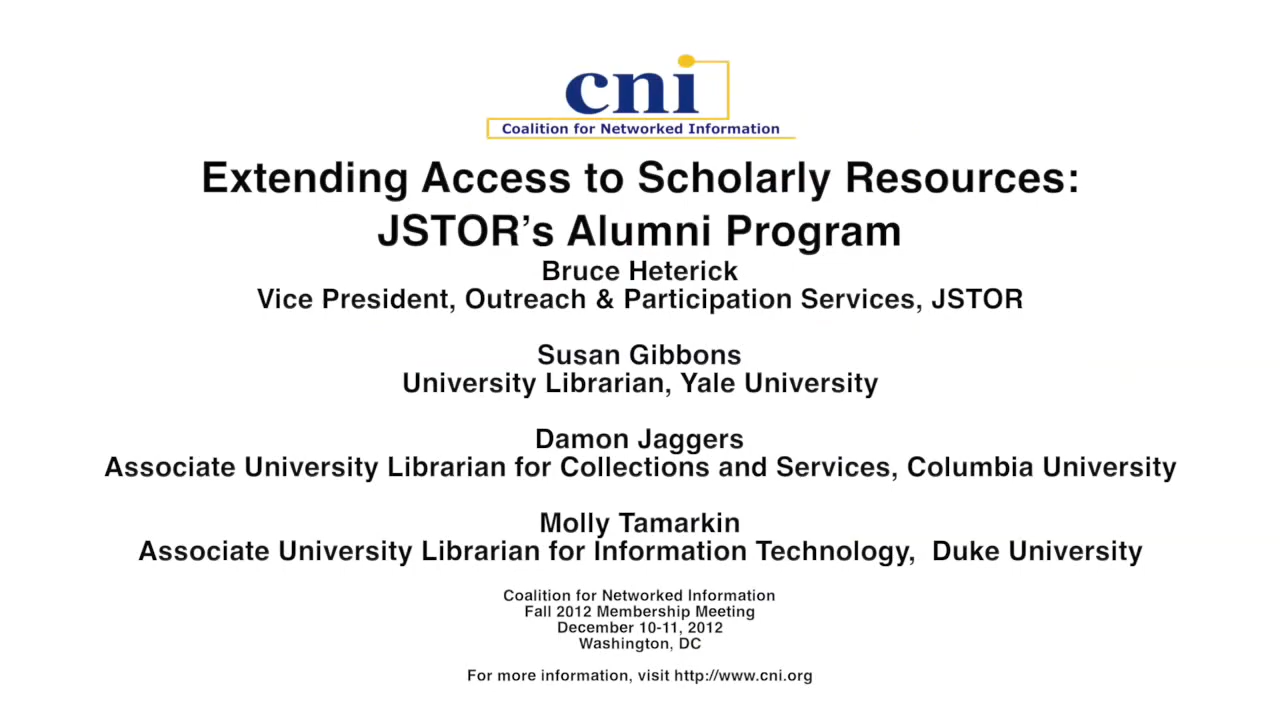 cni
Coalition for Networked Information
Extending Access to Scholarly Resources:
JSTOR’s Alumni Program
Bruce Heterick
Vice President, Outreach & Participation Services, JSTOR
Susan Gibbons
University Librarian, Yale University
Damon Jaggers
Associate University Librarian for Collections and Services, Columbia University
Molly Tamarkin
Associate University Librarian for Information Technology,  Duke University
Coalition for Networked Information
Fall 2012 Membership Meeting
December 10-11, 2012
Washington, DC
For more information, visit http://www.cni.org